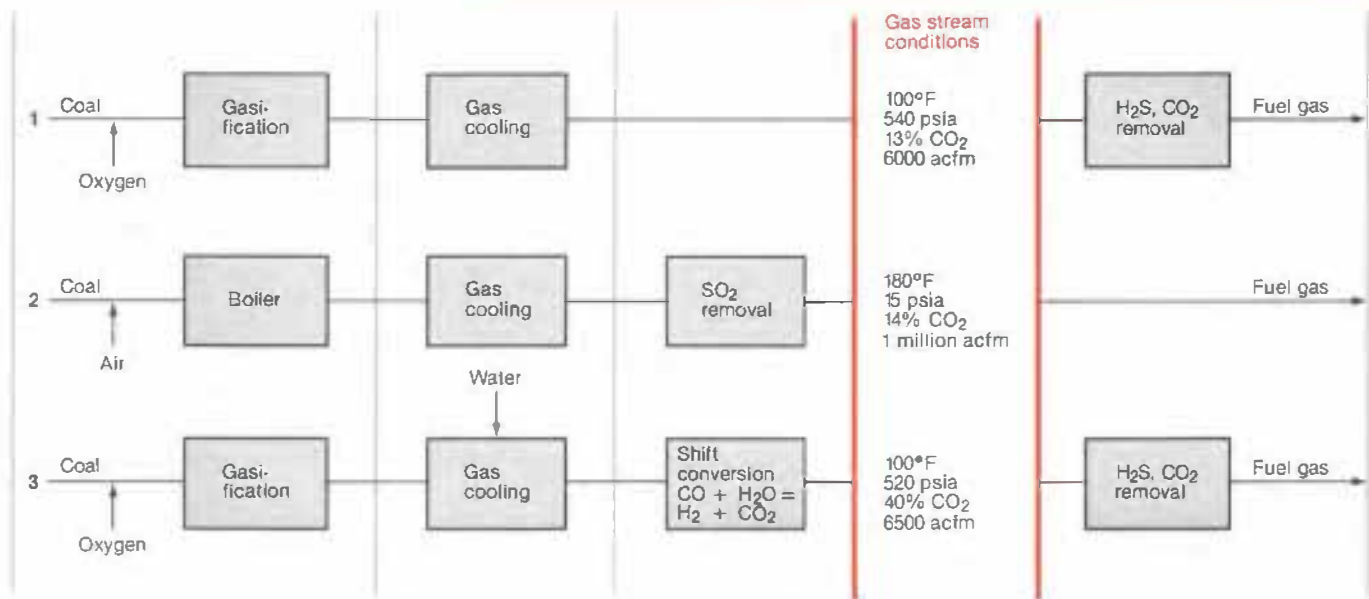 Gas stream
conditions
1
Coal
Oxygen
Gasi-
fication
Gas
cooling
100°F
540 psia
13% CO₂
6000 acfm
H₂S, CO₂
removal
Fuel gas
2
Coal
Air
Boiler
Gas
cooling
SO₂
removal
180°F
15 psia
14% CO₂
1 million acfm
Fuel gas
3
Coal
Oxygen
Gasi-
fication
Water
Gas
cooling
Shift
conversion
CO + H₂O =
H₂ + CO₂
100°F
520 psia
40% CO₂
6500 acfm
H₂S, CO₂
removal
Fuel gas